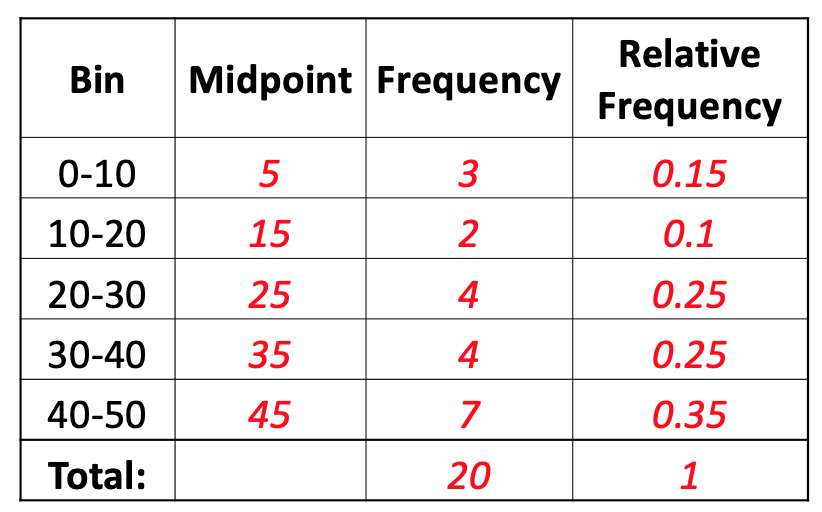 Bin Midpoint Frequency Relative Frequency
0-10 5 3 0.15
10-20 15 2 0.1
20-30 25 4 0.25
30-40 35 4 0.25
40-50 45 7 0.35
Total: 20 1